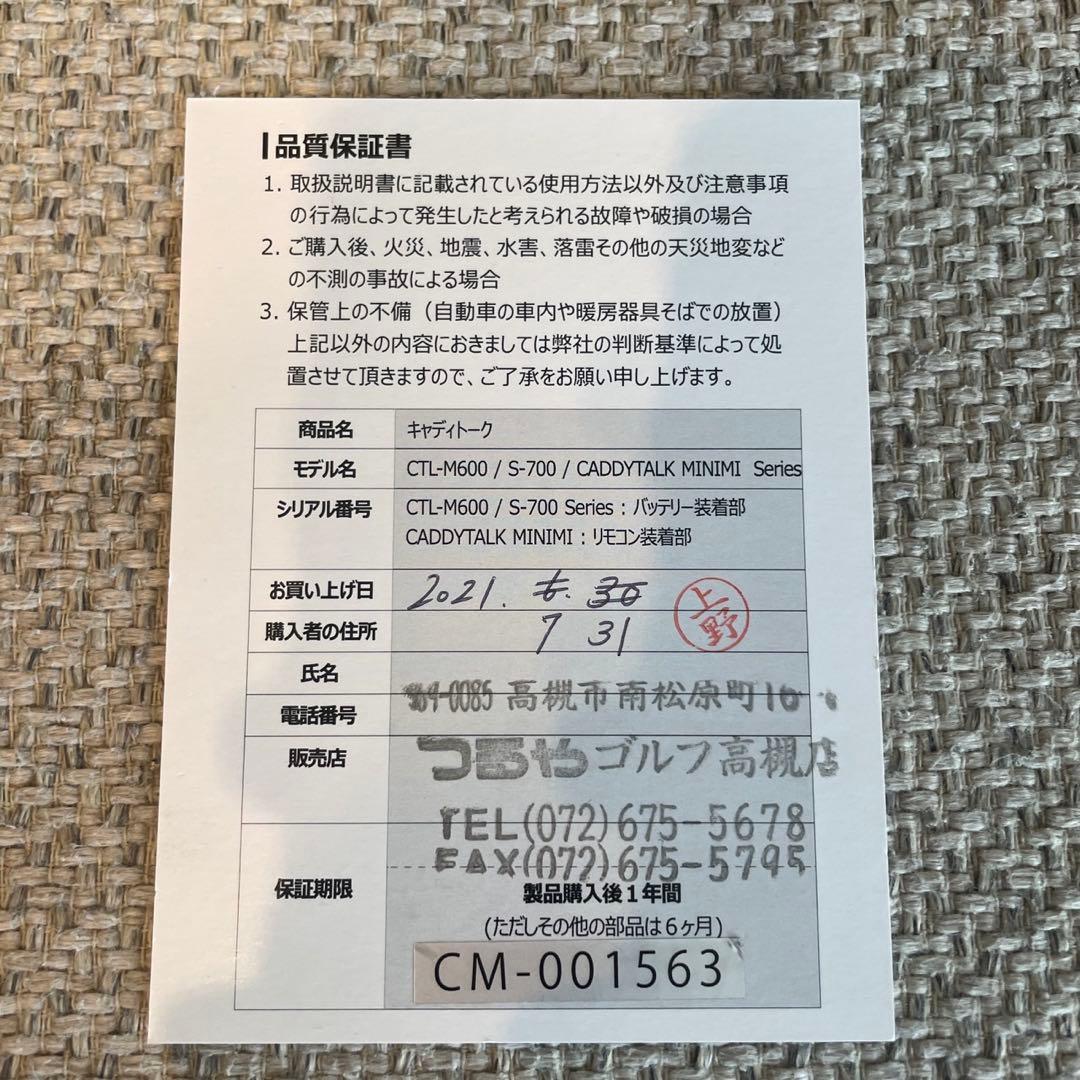 品質保証書
1. 取扱説明書に記載されている使用方法以外及び注意事項
の行為によって発生したと考えられる故障や破損の場合
2. ご購入後、火災、地震、水害、落雷その他の天災地変など
の不測の事故による場合
3. 保管上の不備（自動車の車内や暖房器具そばでの放置）
上記以外の内容におきましては弊社の判断基準によって処
置させて頂きますので、ご了承をお願い申し上げます。
商品名 キャディトーク
モデル名 CTL-M600 / S-700 / CADDYTALK MINIMI Series
シリアル番号 CTL-M600 / S-700 Series : バッテリー装着部
CADDYTALK MINIMI : リモコン装着部
お買い上げ日 2021. 6. 30 上野
購入者の住所 7 31
氏名
569-0085 高槻市南松原町16
電話番号
販売店 つるやゴルフ高槻店
TEL(072)675-5678
FAX(072)675-5795
保証期限 製品購入後1年間
(ただしその他の部品は6ヶ月)
CM-001563